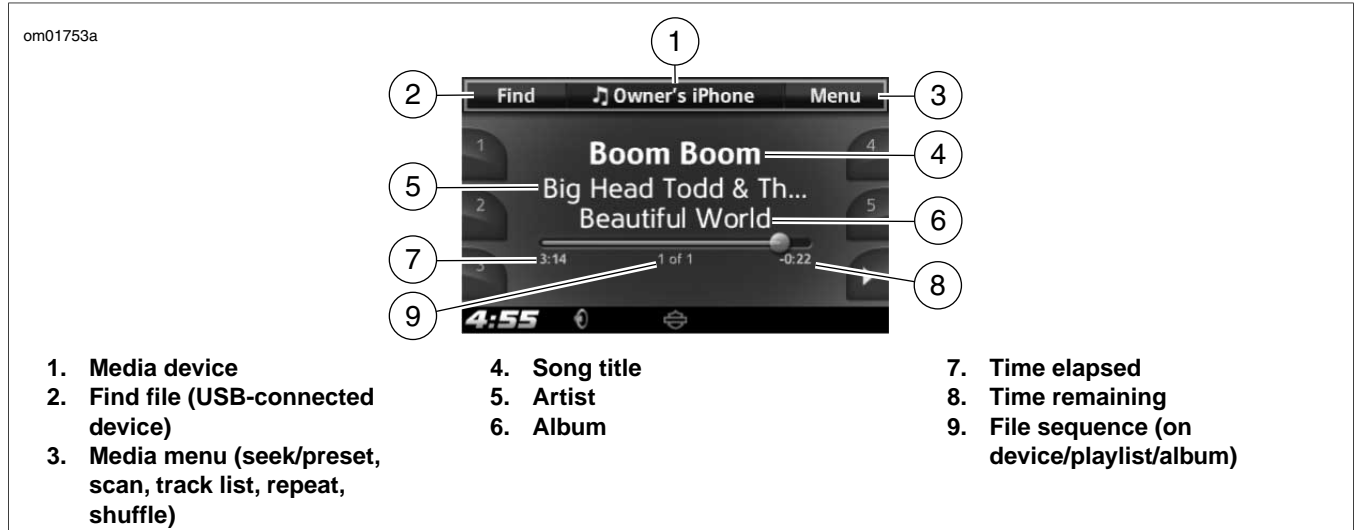 om01753a
1
2
3
Find
♫ Owner's iPhone
Menu
1
4
Boom Boom
4
5
Big Head Todd & Th...
2
5
Beautiful World
6
7
3:14
1 of 1
-0:22
8
3
9
4:55
1. Media device
2. Find file (USB-connected
device)
3. Media menu (seek/preset,
scan, track list, repeat,
shuffle)
4. Song title
5. Artist
6. Album
7. Time elapsed
8. Time remaining
9. File sequence (on
device/playlist/album)